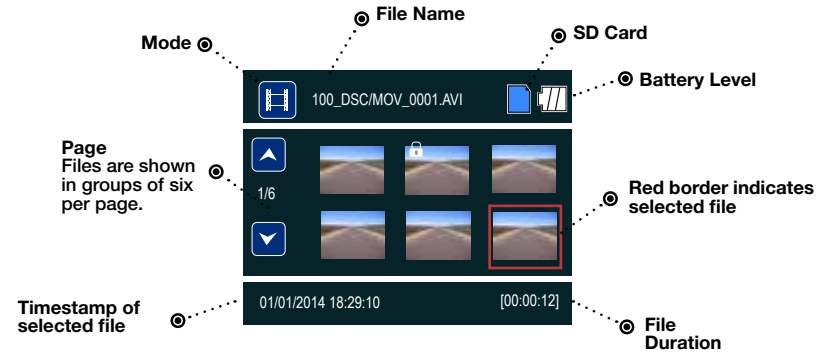 File Name
Mode
SD Card
100_DSC/MOV_0001.AVI
Battery Level
Page
Files are shown
in groups of six
per page.
1/6
Red border indicates
selected file
Timestamp of
selected file
01/01/2014 18:29:10
[00:00:12]
File
Duration